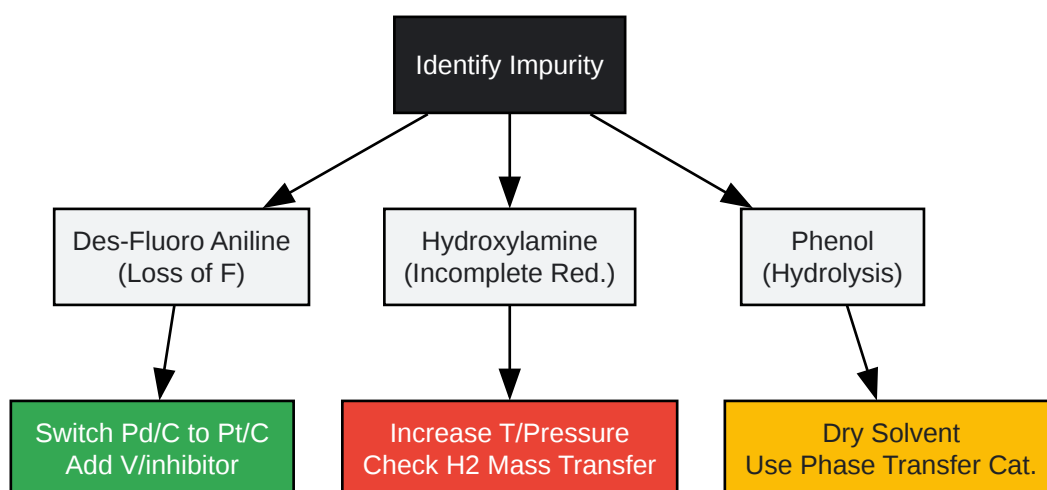 Identify Impurity
Des-Fluoro Aniline
(Loss of F)
Hydroxylamine
(Incomplete Red.)
Phenol
(Hydrolysis)
Switch Pd/C to Pt/C
Add V/inhibitor
Increase T/Pressure
Check H2 Mass Transfer
Dry Solvent
Use Phase Transfer Cat.